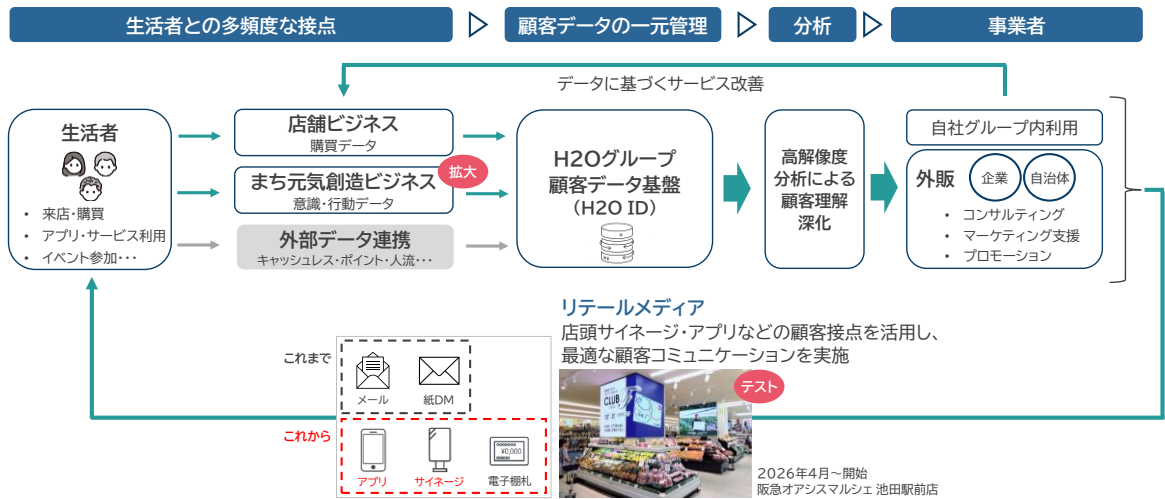 生活者との多頻度な接点
顧客データの一元管理
分析
事業者
データに基づくサービス改善
生活者
・ 来店・購買
・ アプリ・サービス利用
・ イベント参加・・・
店舗ビジネス
購買データ
まち元気創造ビジネス
意識・行動データ
拡大
外部データ連携
キャッシュレス・ポイント・人流・・・
H2Oグループ
顧客データ基盤
（H2O ID）
高解像度
分析による
顧客理解
深化
自社グループ内利用
外販
企業
自治体
・ コンサルティング
・ マーケティング支援
・ プロモーション
リテールメディア
店頭サイネージ・アプリなどの顧客接点を活用し、
最適な顧客コミュニケーションを実施
これまで
メール
紙DM
これから
アプリ
サイネージ
¥0,000
電子棚札
テスト
CLUB
2026年4月～開始
阪急オアシスマルシェ 池田駅前店